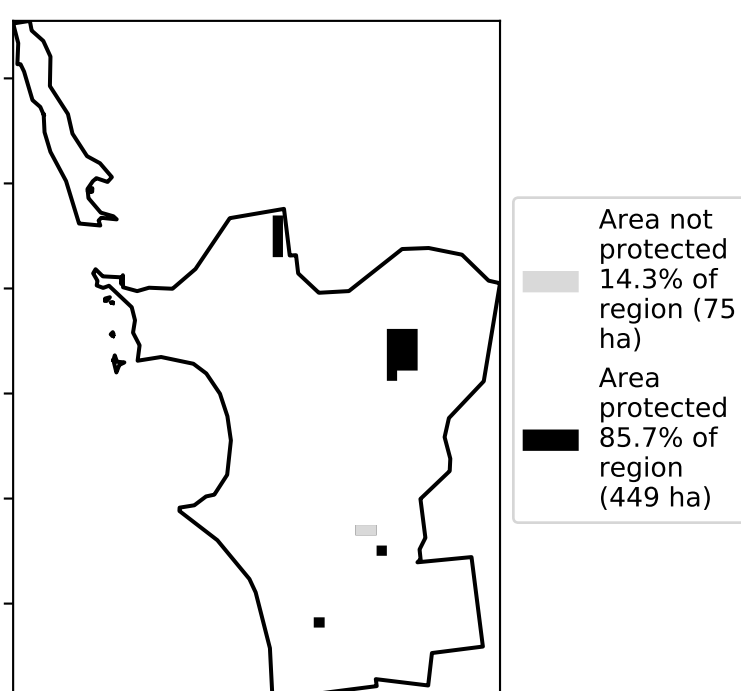 Area not
protected
14.3% of
region (75
ha)
Area
protected
85.7% of
region
(449 ha)